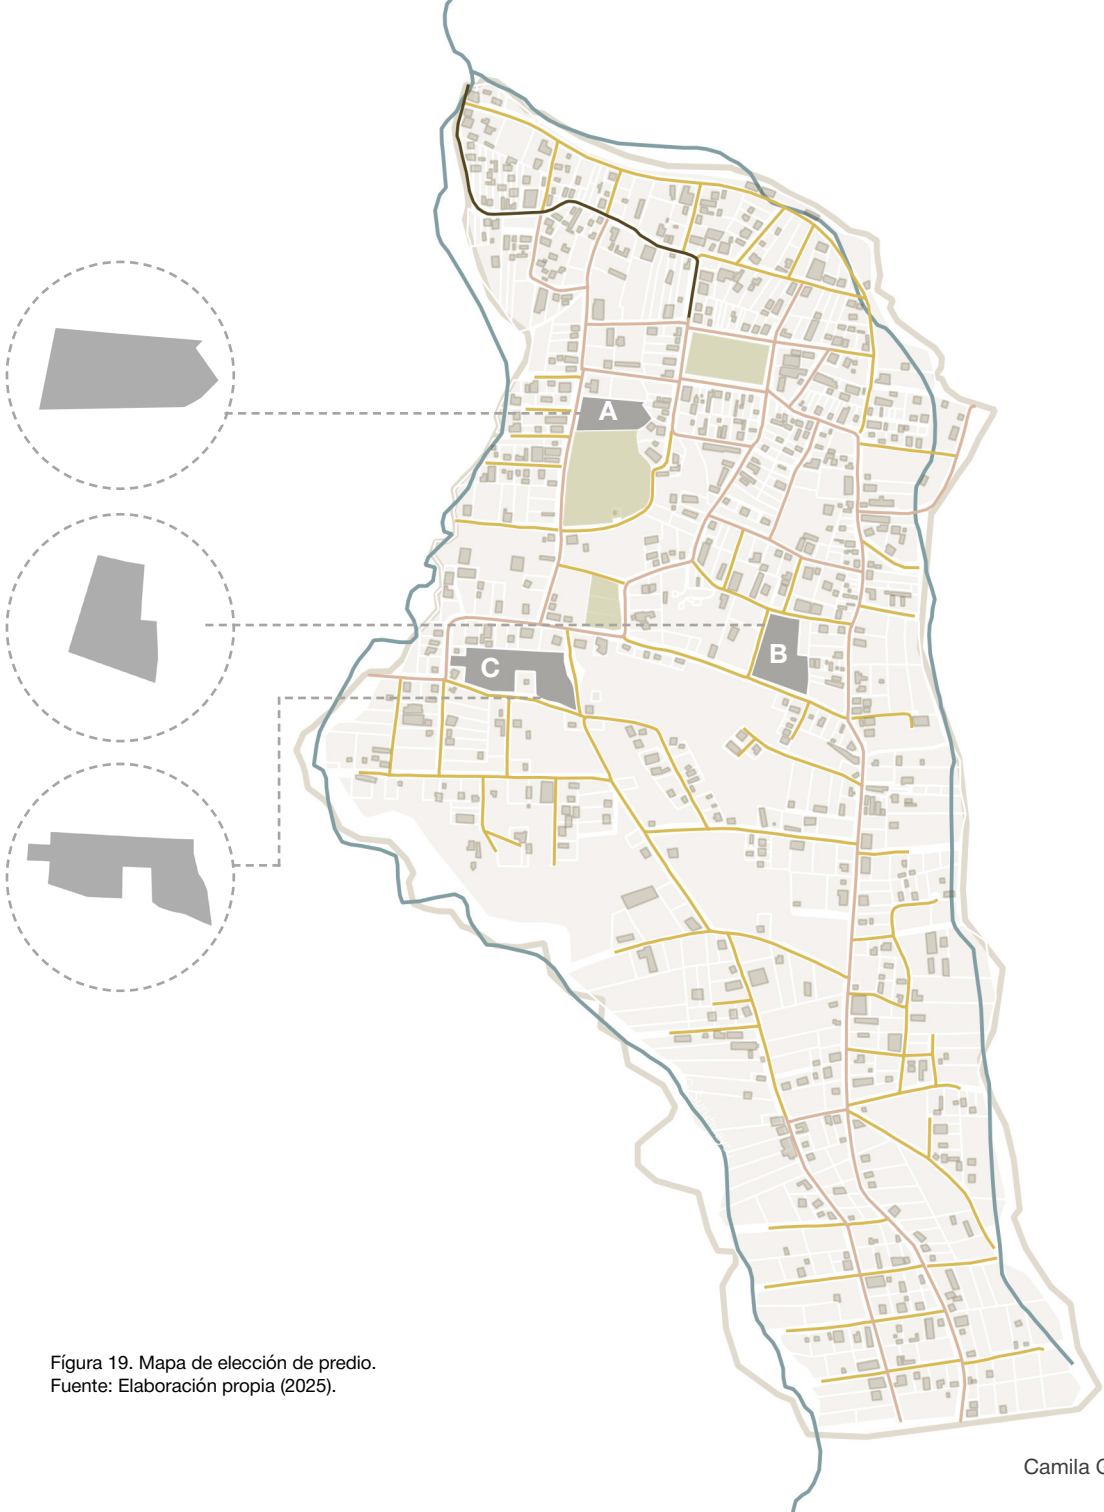 A
B
C
Fígura 19. Mapa de elección de predio.
Fuente: Elaboración propia (2025).
Camila